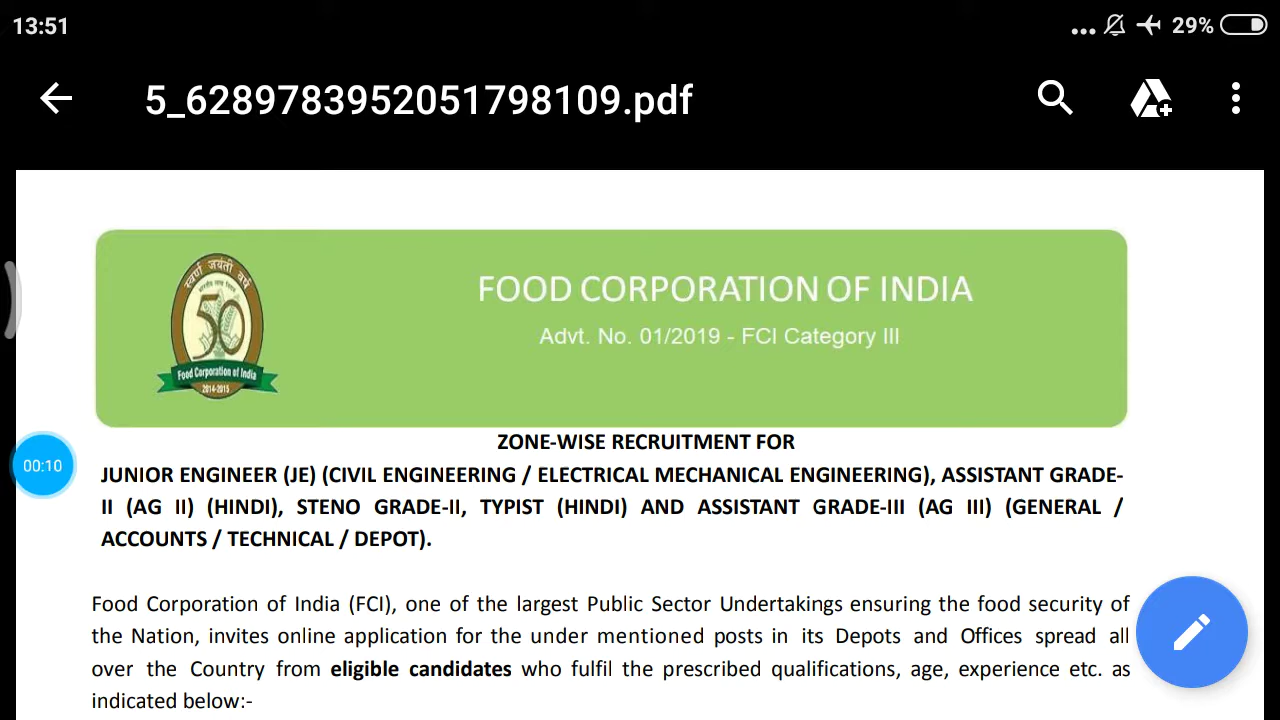 13:51
29%
5_6289783952051798109.pdf
स्वर्ण जयंती वर्ष
50
Food Corporation of India
2014-2015
FOOD CORPORATION OF INDIA
Advt. No. 01/2019 - FCI Category III
00:10
ZONE-WISE RECRUITMENT FOR
JUNIOR ENGINEER (JE) (CIVIL ENGINEERING / ELECTRICAL MECHANICAL ENGINEERING), ASSISTANT GRADE-
II (AG II) (HINDI), STENO GRADE-II, TYPIST (HINDI) AND ASSISTANT GRADE-III (AG III) (GENERAL /
ACCOUNTS / TECHNICAL / DEPOT).
Food Corporation of India (FCI), one of the largest Public Sector Undertakings ensuring the food security of
the Nation, invites online application for the under mentioned posts in its Depots and Offices spread all
over the Country from eligible candidates who fulfil the prescribed qualifications, age, experience etc. as
indicated below:-